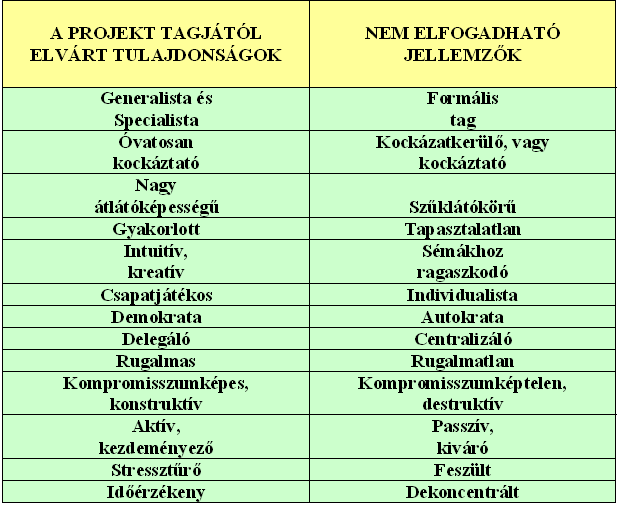 A PROJEKT TAGJÁTÓL
ELVÁRT TULAJDONSÁGOK
NEM ELFOGADHATÓ
JELLEMZŐK
Generalista és
Specialista
Formális
tag
Óvatosan
kockáztató
Kockázatkerülő, vagy
kockáztató
Nagy
átlátóképességű
Szűklátókörű
Gyakorlott
Tapasztalatlan
Intuitív,
kreatív
Sémákhoz
ragaszkodó
Csapatjátékos
Individualista
Demokrata
Autokrata
Delegáló
Centralizáló
Rugalmas
Rugalmatlan
Kompromisszumképes,
konstruktív
Kompromisszumképtelen,
destruktív
Aktív,
kezdeményező
Passzív,
kiváró
Stressztűrő
Feszült
Időérzékeny
Dekoncentrált